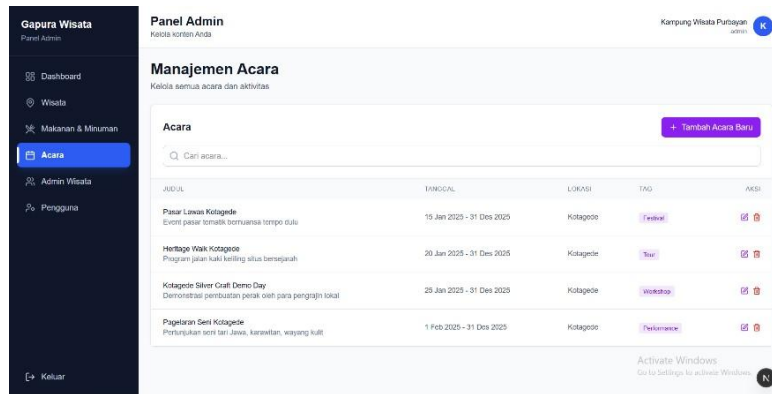 Gapura Wisata
Panel Admin
Dashboard
Wisata
Makanan & Minuman
Acara
Admin Wisata
Pengguna
Keluar
Panel Admin
Kelola konten Anda
Kampung Wisata Purbayan
admin
K
Manajemen Acara
Kelola semua acara dan aktivitas
Acara
+ Tambah Acara Baru
Cari acara...
JUDUL TANGGAL LOKASI TAG AKSI
Pasar Lawas Kotagede
Event pasar tematik bernuansa tempo dulu
15 Jan 2025 - 31 Des 2025 Kotagede Festival
Heritage Walk Kotagede
Program jalan kaki keliling situs bersejarah
20 Jan 2025 - 31 Des 2025 Kotagede Tour
Kotagede Silver Craft Demo Day
Demonstrasi pembuatan perak oleh para pengrajin lokal
25 Jan 2025 - 31 Des 2025 Kotagede Workshop
Pagelaran Seni Kotagede
Pertunjukan seni tari Jawa, karawitan, wayang kulit
1 Feb 2025 - 31 Des 2025 Kotagede Performance
Activate Windows
Go to Settings to activate Windows.
N